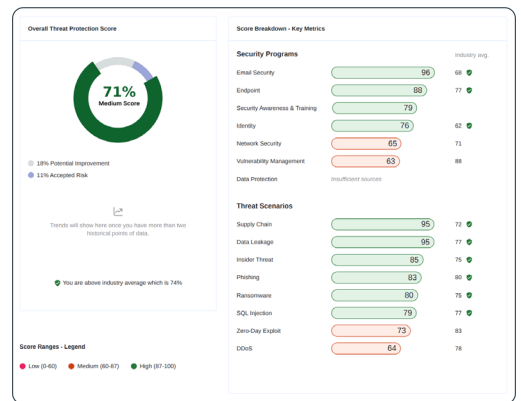 Overall Threat Protection Score
71%
Medium Score
18% Potential Improvement
11% Accepted Risk
Trends will show here once you have more than two
historical points of data.
You are above industry average which is 74%
Score Ranges - Legend
Low (0-60) Medium (60-87) High (87-100)
Score Breakdown - Key Metrics
Security Programs industry avg.
Email Security 96 68
Endpoint 88 77
Security Awareness & Training 79
Identity 76 62
Network Security 65 71
Vulnerability Management 63 88
Data Protection insufficient sources
Threat Scenarios
Supply Chain 95 72
Data Leakage 95 77
Insider Threat 85 75
Phishing 83 80
Ransomware 80 75
SQL Injection 79 77
Zero-Day Exploit 73 83
DDoS 64 78